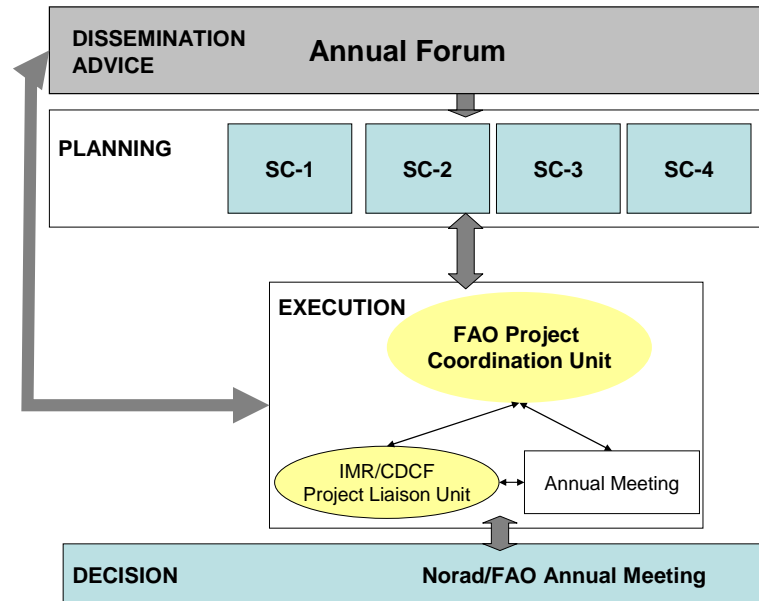 DISSEMINATION
ADVICE
Annual Forum
PLANNING
SC-1
SC-2
SC-3
SC-4
EXECUTION
FAO Project
Coordination Unit
IMR/CDCF
Project Liaison Unit
Annual Meeting
DECISION
Norad/FAO Annual Meeting